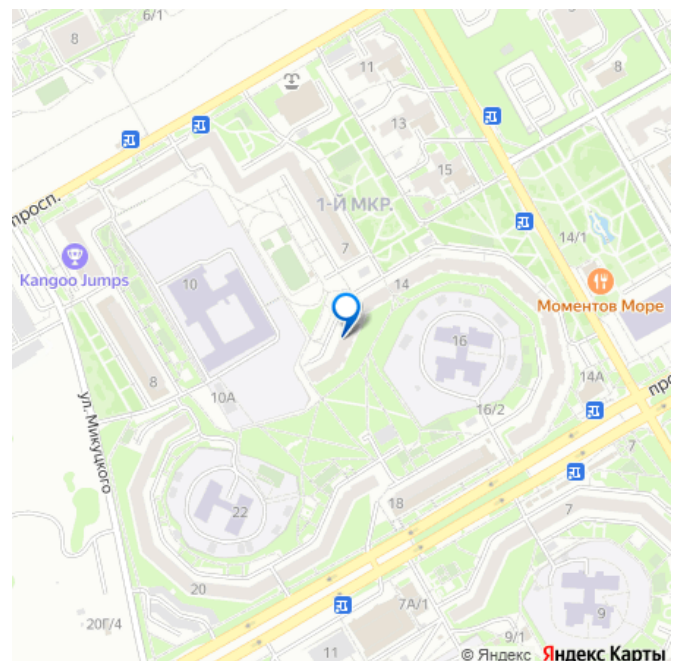 6/1
8
11
8
13
просп.
15
1-Й МКР.
7
14/1
Kangoo Jumps
10
14
Моментов Море
16
8
14А
про
10А
16/2
ул. Микуцкого
7
18
22
7
20
7А/1
9
20Г/4
11
9/1
© Яндекс Яндекс Карты